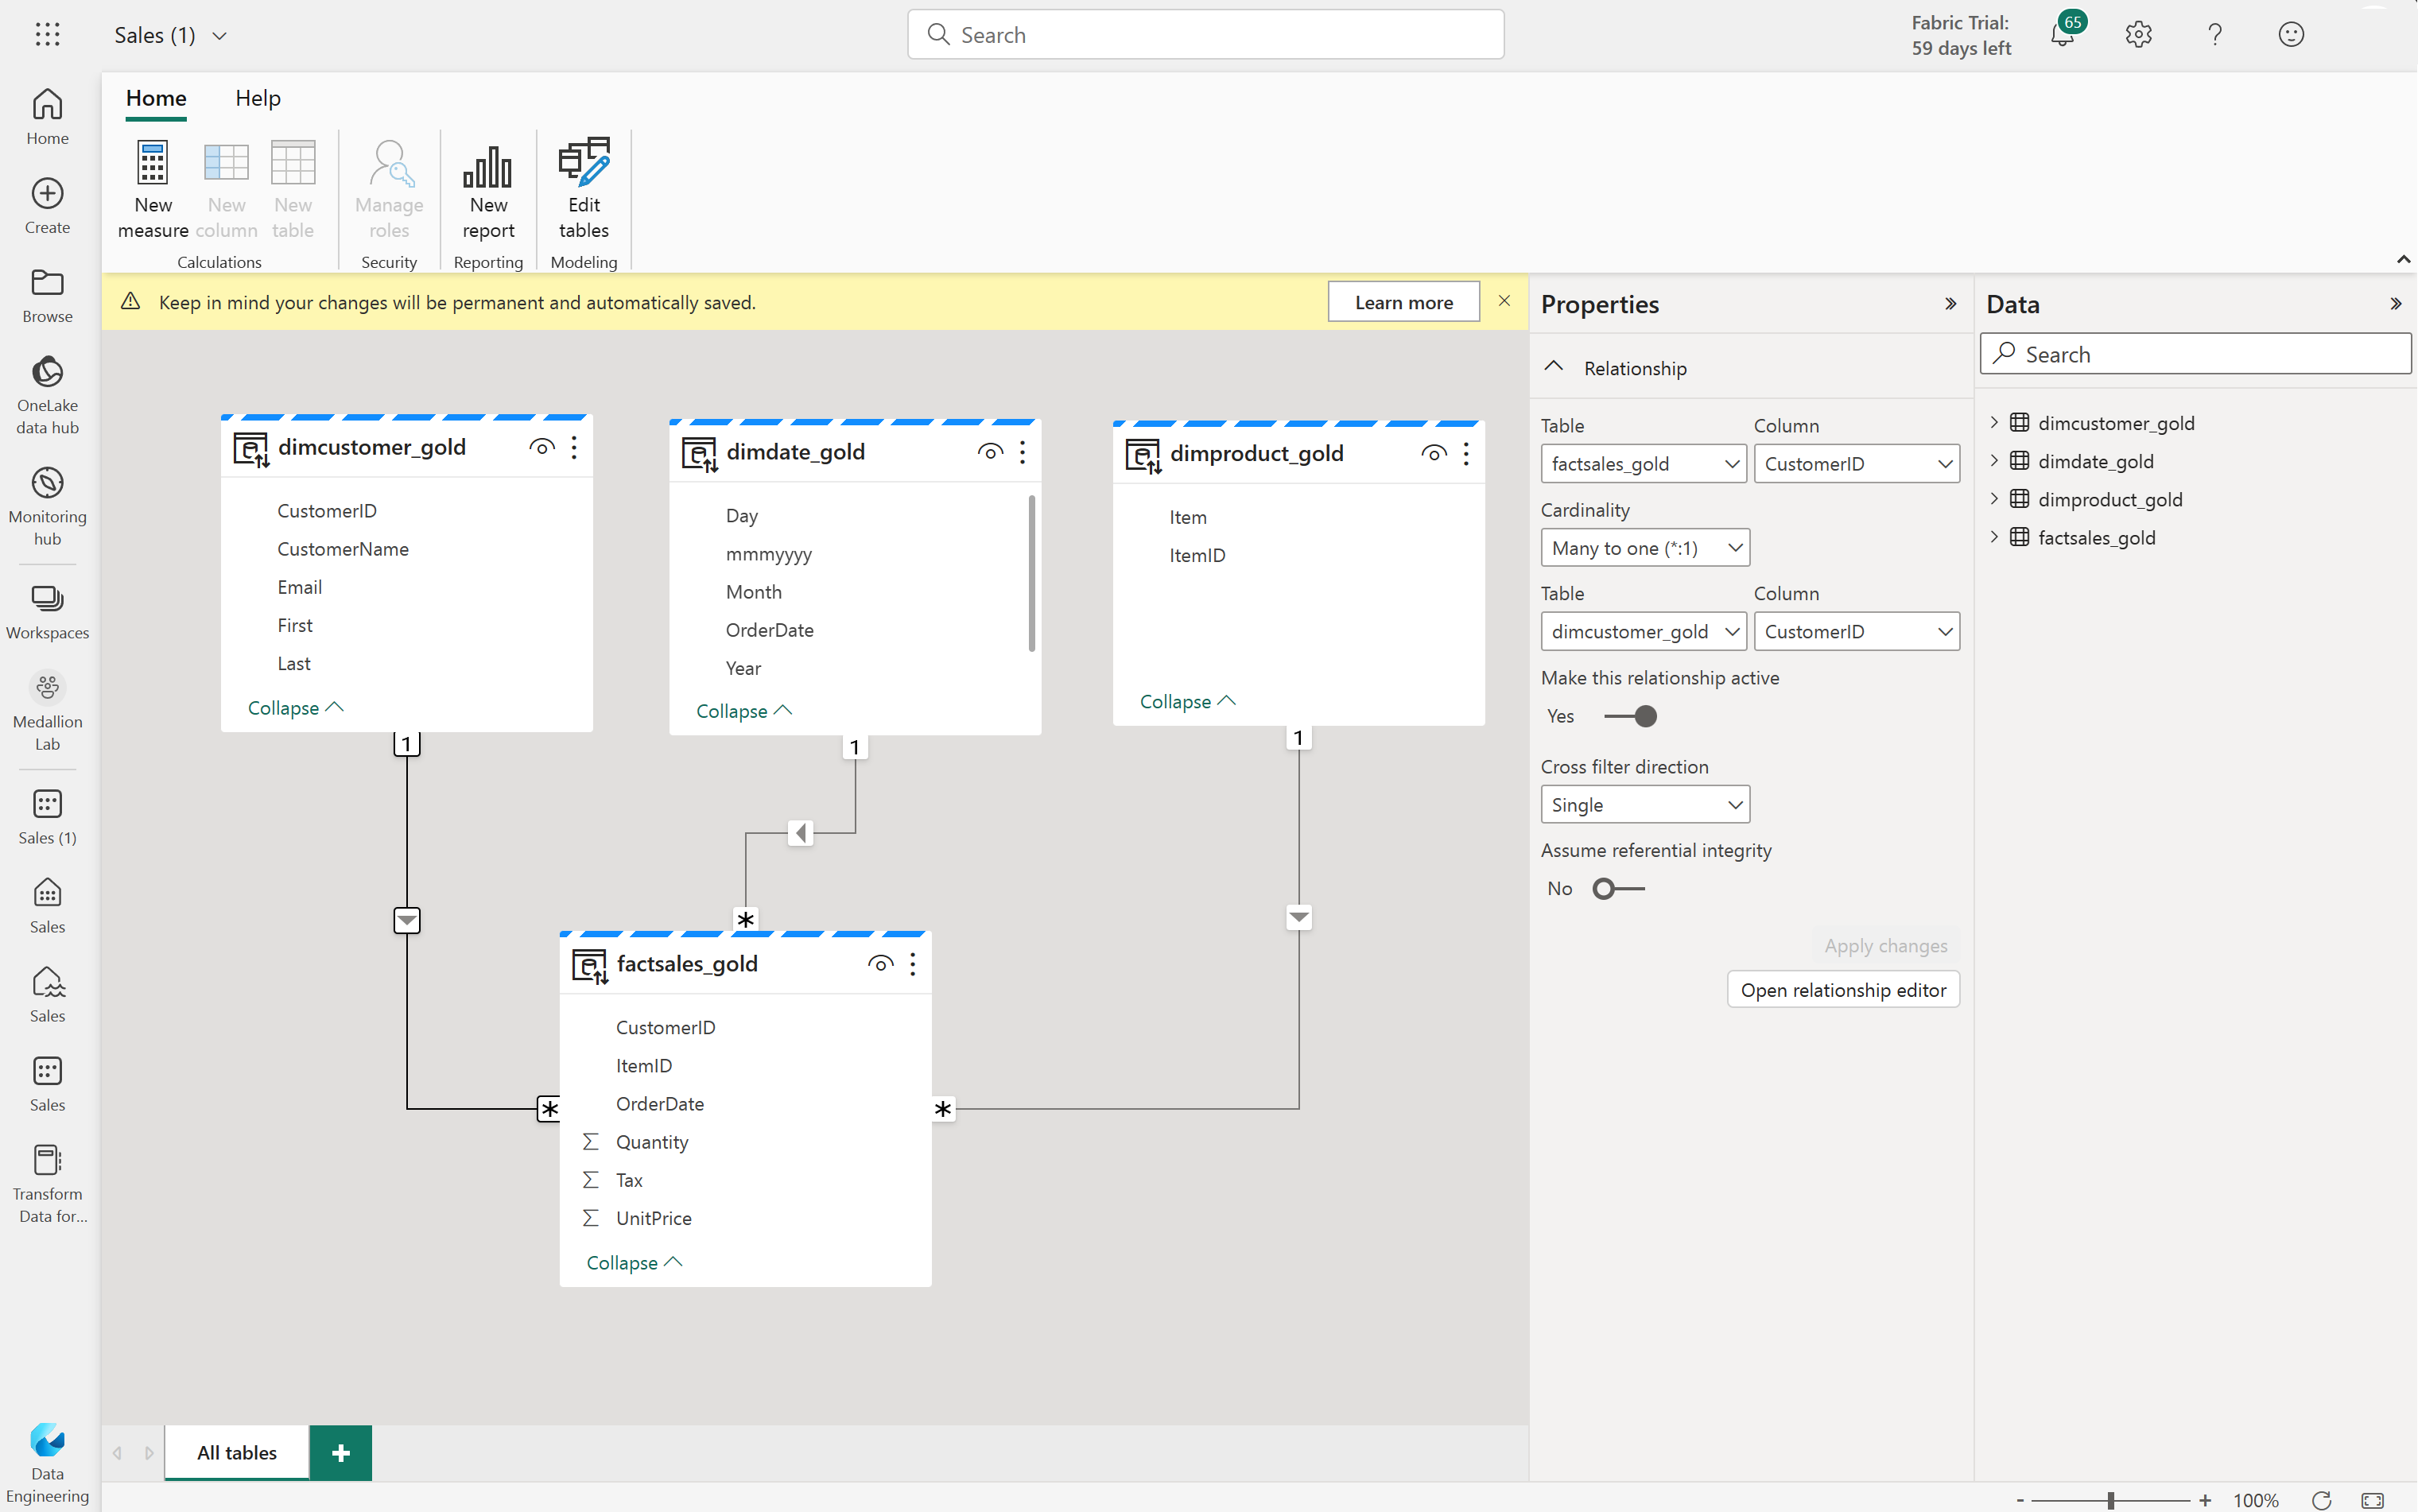 Sales (1)
Search
Fabric Trial:
59 days left
65
Home
Create
Browse
OneLake
data hub
Monitoring
hub
Workspaces
Medallion
Lab
Sales (1)
Sales
Sales
Sales
Transform
Data for...
Data
Engineering
Home
Help
New
measure
New
column
New
table
Calculations
Manage
roles
Security
New
report
Reporting
Edit
tables
Modeling
Keep in mind your changes will be permanent and automatically saved.
Learn more
dimcustomer_gold
CustomerID
CustomerName
Email
First
Last
Collapse
1
*
dimdate_gold
Day
mmmyyyy
Month
OrderDate
Year
Collapse
1
*
dimproduct_gold
Item
ItemID
Collapse
1
*
factsales_gold
CustomerID
ItemID
OrderDate
Σ Quantity
Σ Tax
Σ UnitPrice
Collapse
All tables
+
Properties
Relationship
Table Column
factsales_gold CustomerID
Cardinality
Many to one (*:1)
Table Column
dimcustomer_gold CustomerID
Make this relationship active
Yes
Cross filter direction
Single
Assume referential integrity
No
Apply changes
Open relationship editor
Data
Search
dimcustomer_gold
dimdate_gold
dimproduct_gold
factsales_gold
- + 100%